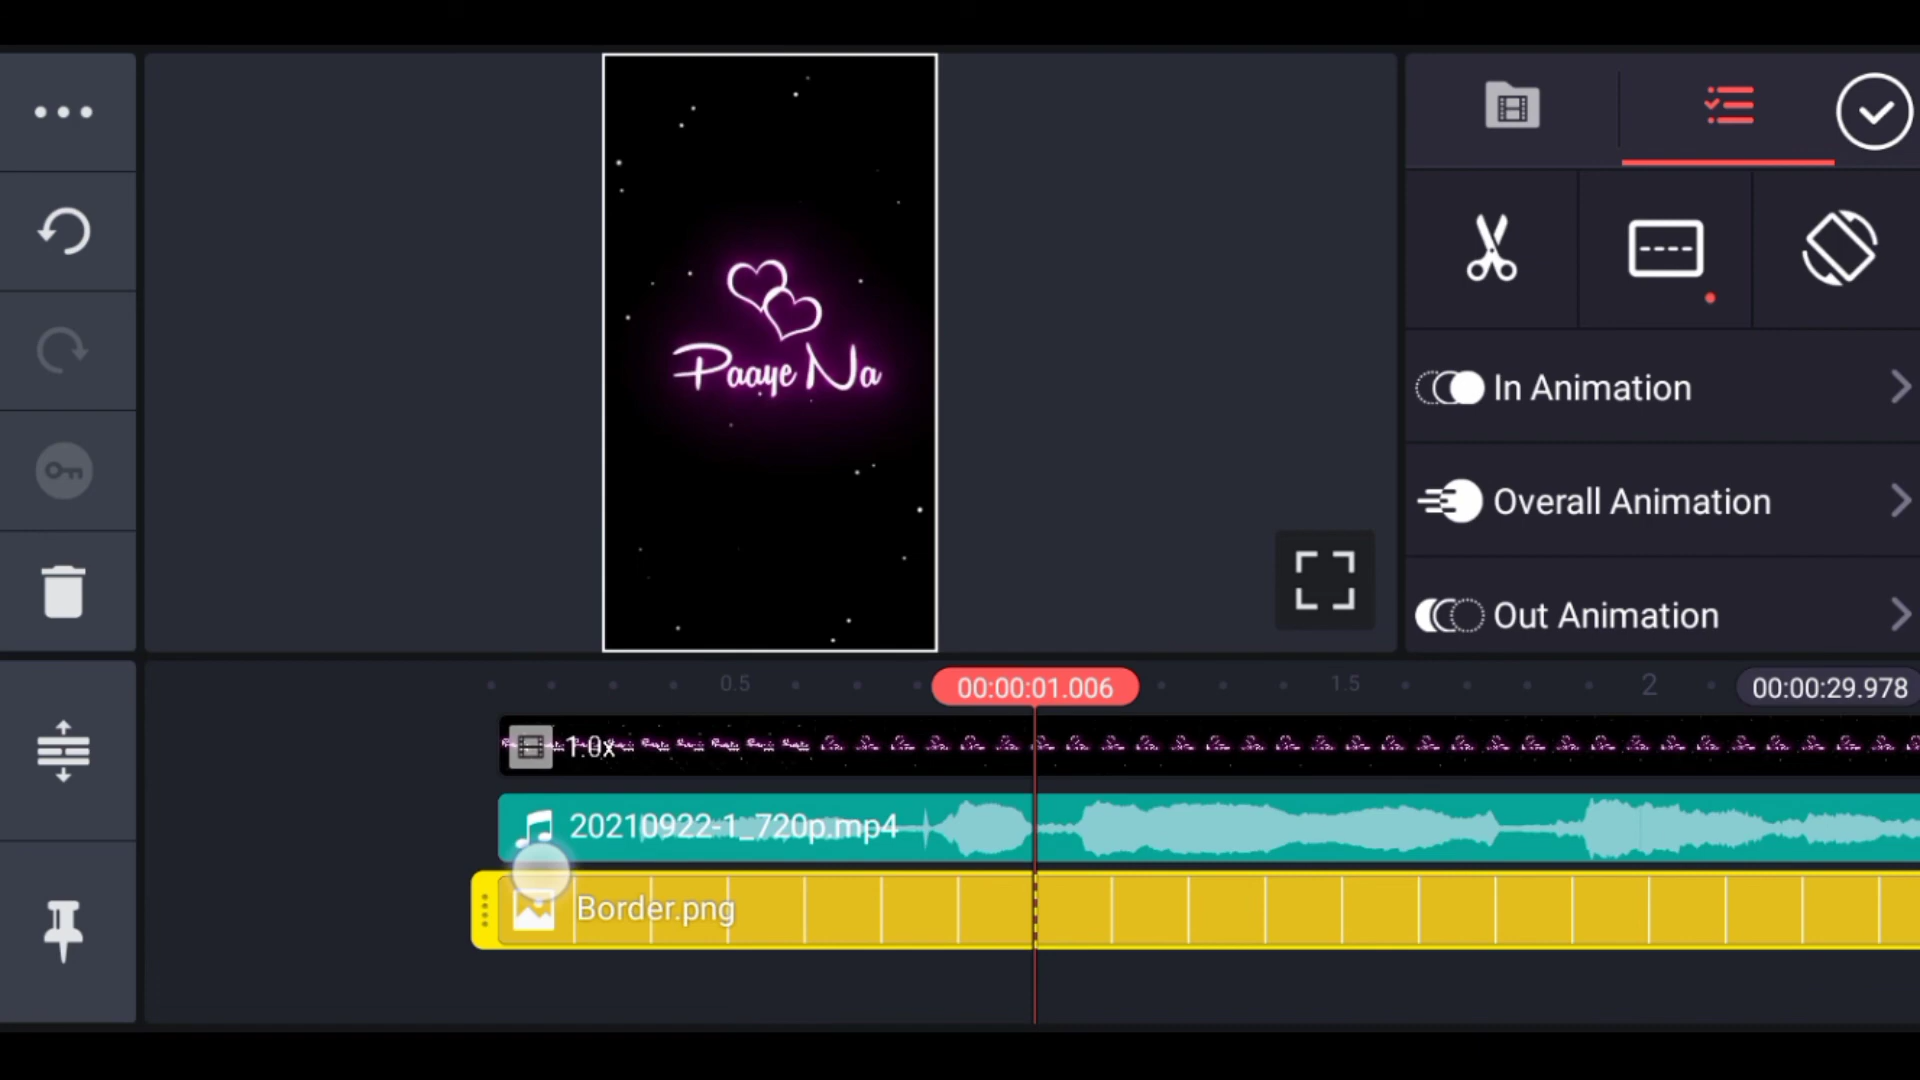 Paaye Na
In Animation
Overall Animation
Out Animation
0.5
00:00:01.006
1.5
2
00:00:29.978
1.0x
20210922-1_720p.mp4
Border.png